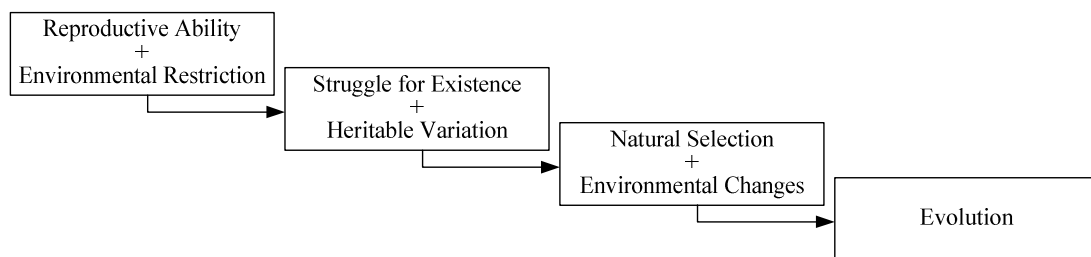 Reproductive Ability
+
Environmental Restriction
Struggle for Existence
+
Heritable Variation
Natural Selection
+
Environmental Changes
Evolution